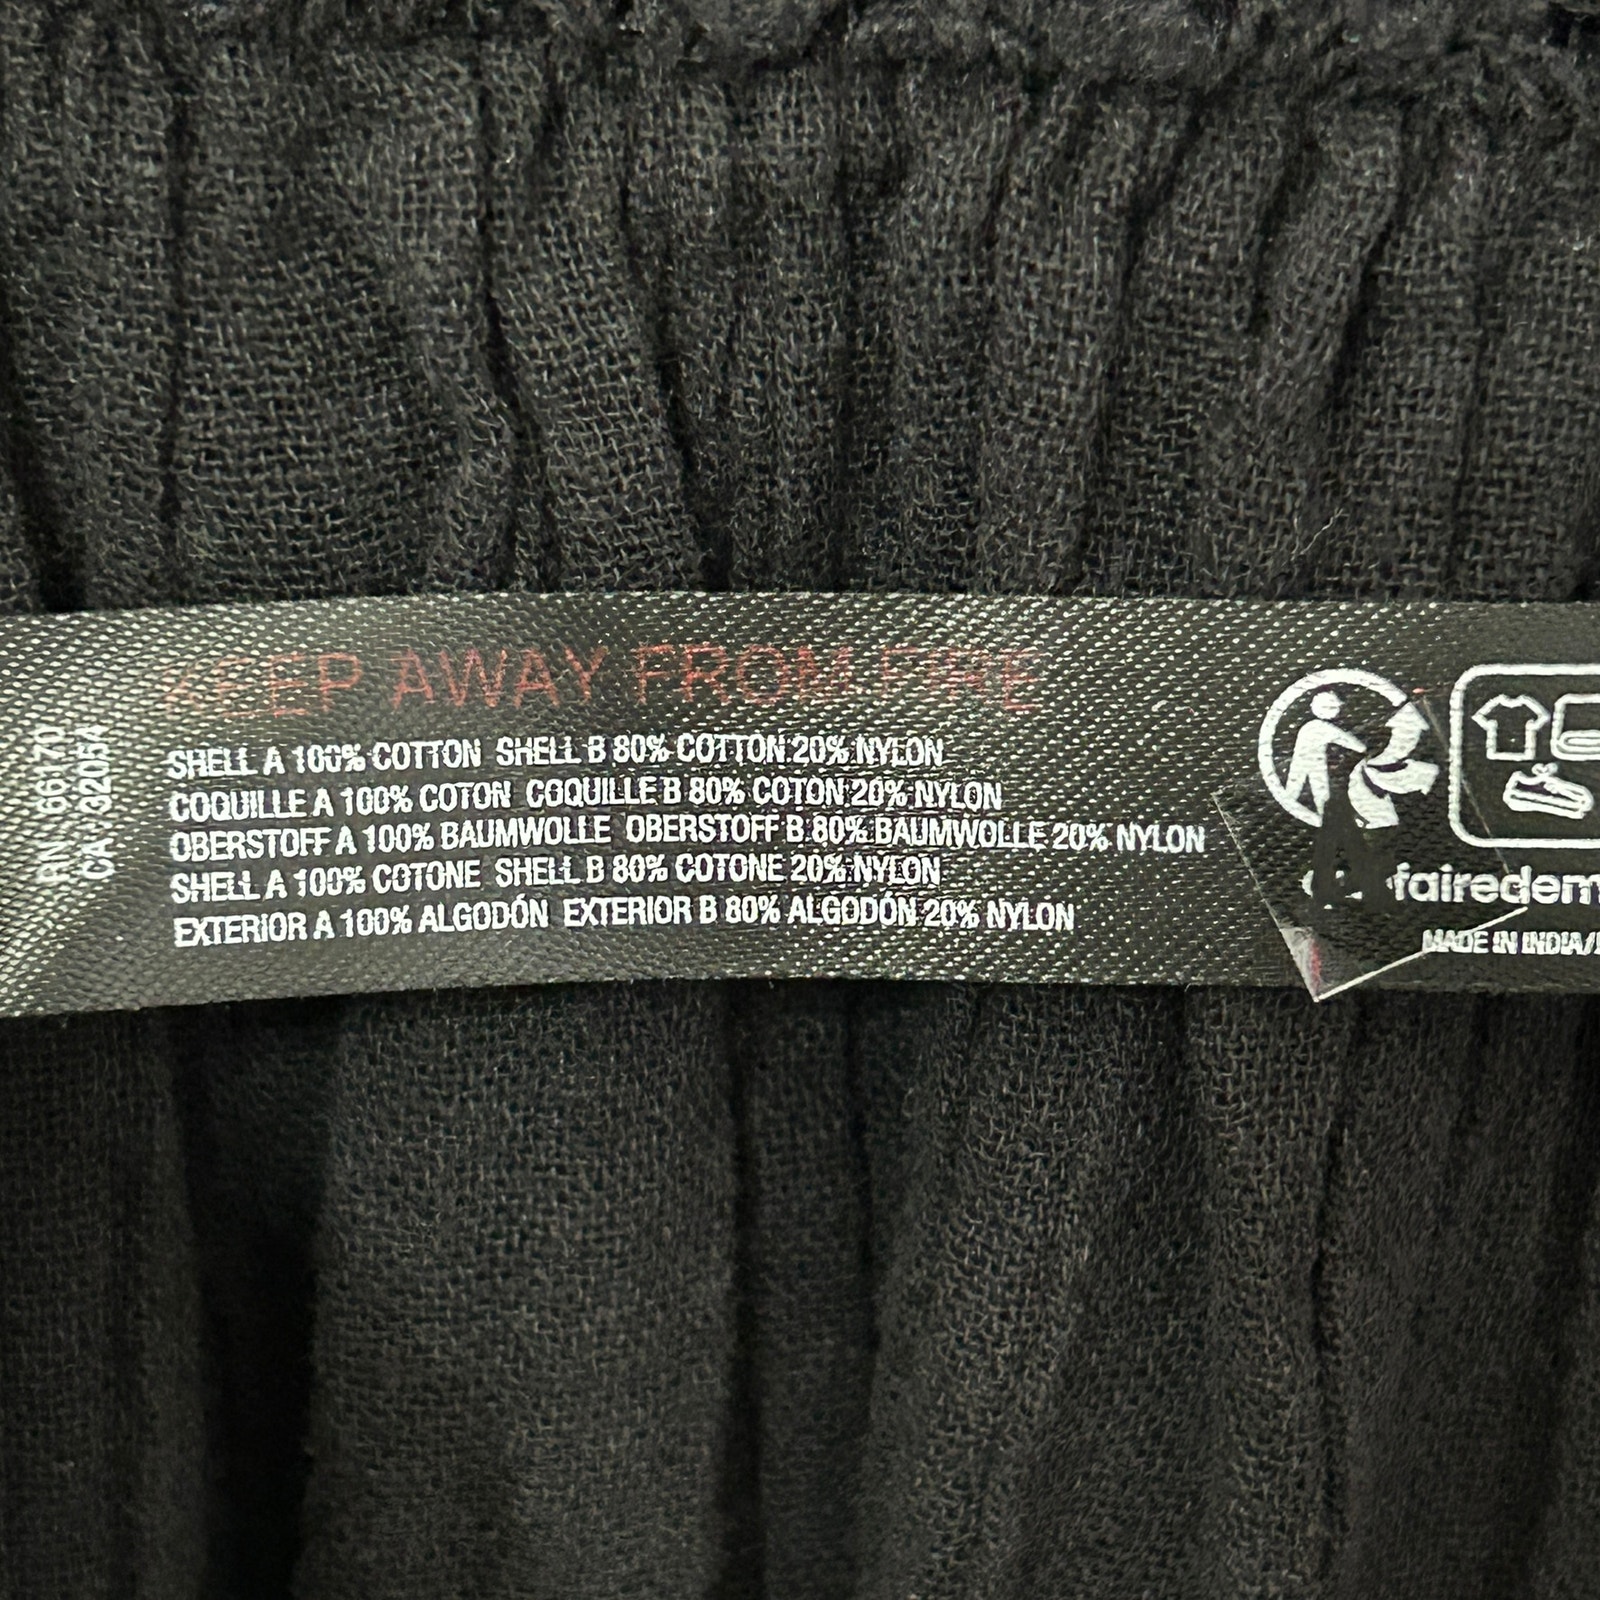 RN 66170
CA 32054
KEEP AWAY FROM FIRE
SHELL A 100% COTTON SHELL B 80% COTTON 20% NYLON
COQUILLE A 100% COTON COQUILLE B 80% COTON 20% NYLON
OBERSTOFF A 100% BAUMWOLLE OBERSTOFF B 80% BAUMWOLLE 20% NYLON
SHELL A 100% COTONE SHELL B 80% COTONE 20% NYLON
EXTERIOR A 100% ALGODÓN EXTERIOR B 80% ALGODÓN 20% NYLON
fairedem
MADE IN INDIA/